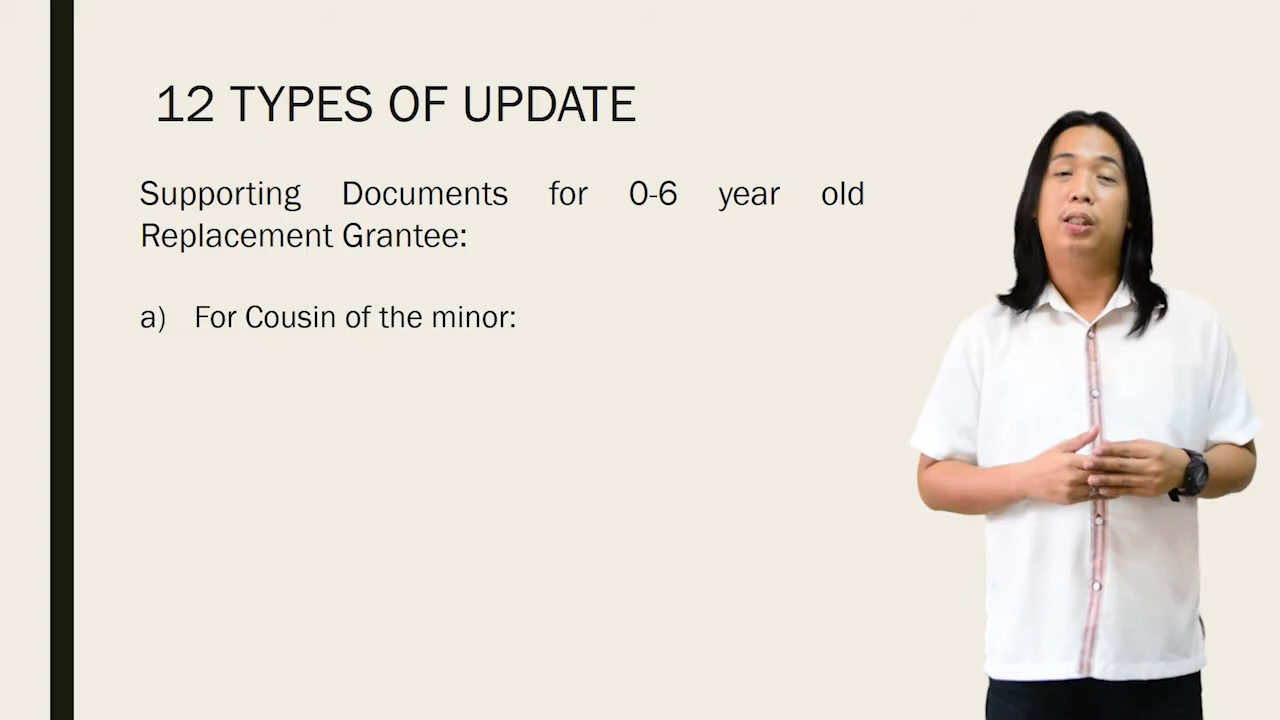 12 TYPES OF UPDATE
Supporting Documents for 0-6 year old
Replacement Grantee:
a) For Cousin of the minor: